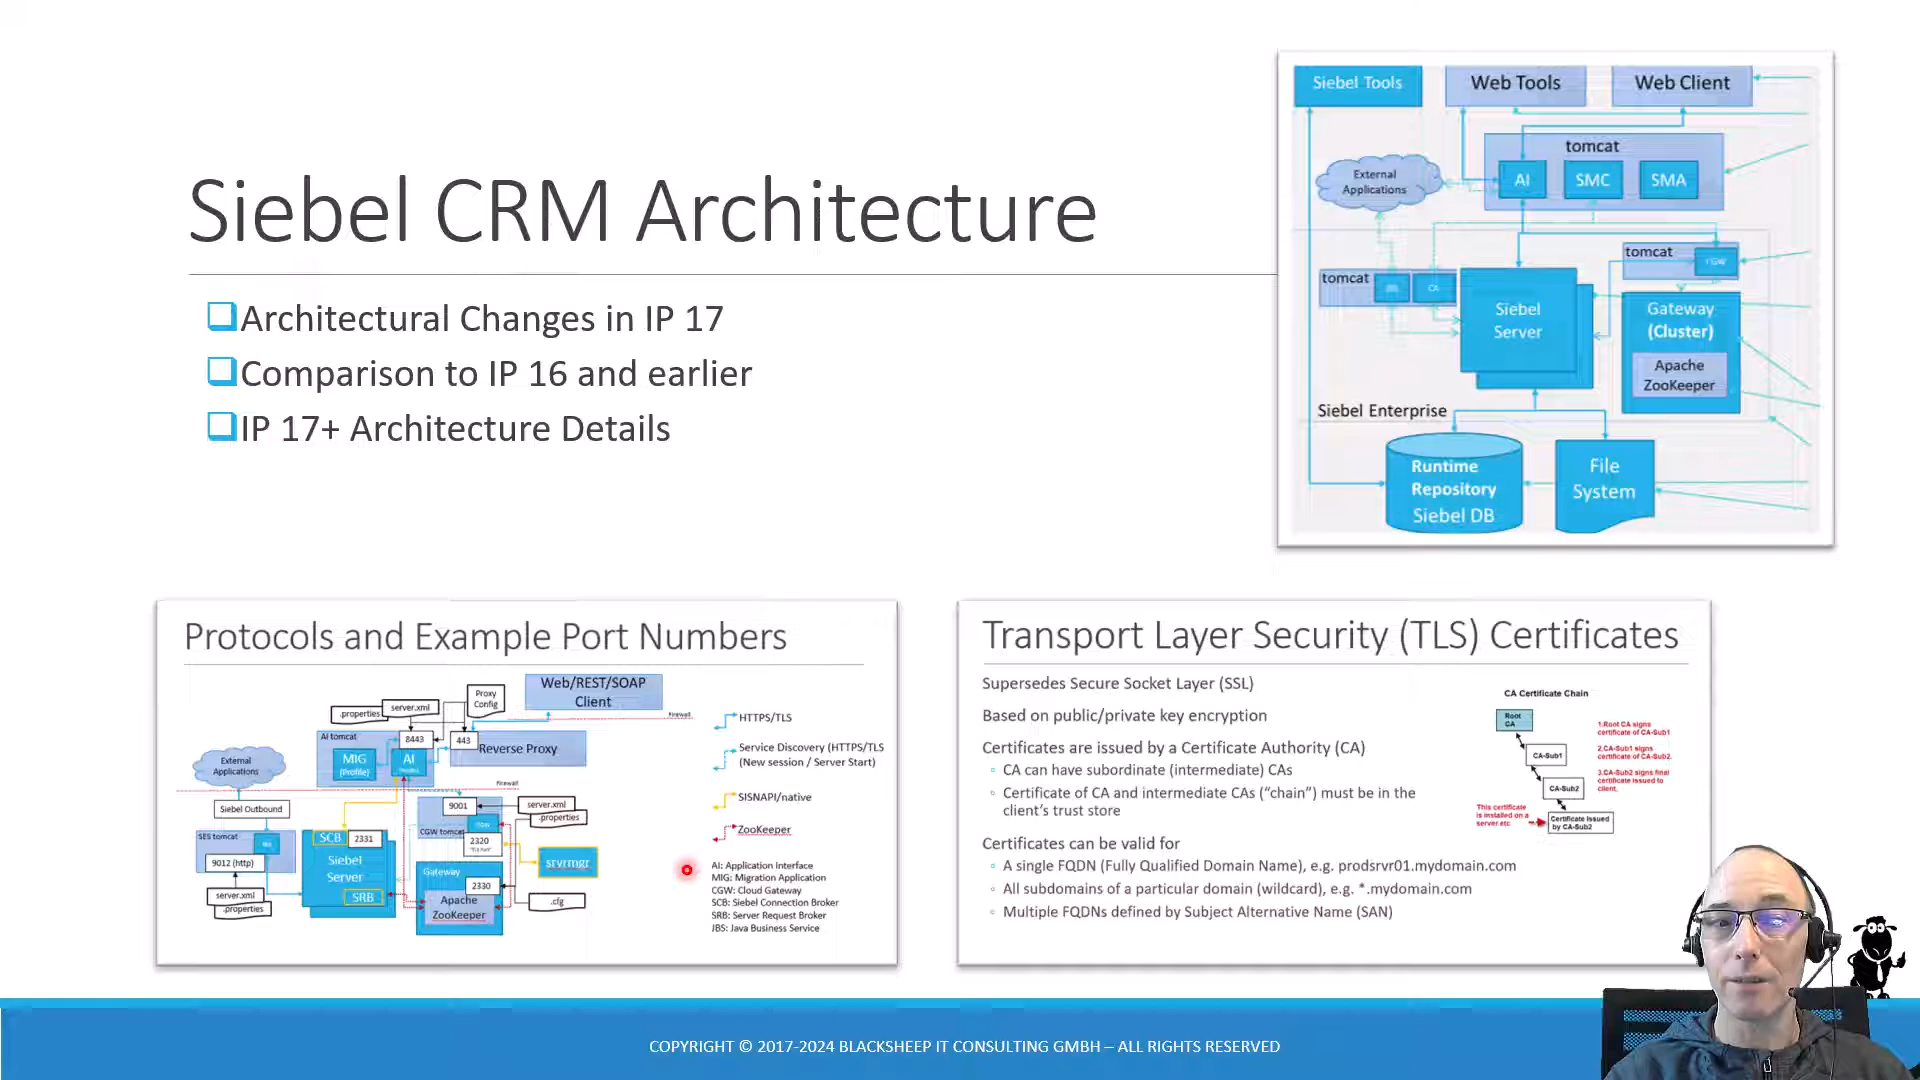 Siebel CRM Architecture
Architectural Changes in IP 17
Comparison to IP 16 and earlier
IP 17+ Architecture Details
Siebel Tools
Web Tools
Web Client
tomcat
External
Applications
AI
SMC
SMA
tomcat
tomcat
CA
Siebel
Server
Gateway
(Cluster)
Apache
ZooKeeper
Siebel Enterprise
Runtime
Repository
Siebel DB
File
System
Protocols and Example Port Numbers
Web/REST/SOAP
Client
Proxy
Config
server.xml
.properties
Firewall
AI tomcat
8443
443
Reverse Proxy
MIG
(Profile)
AI
External
Applications
Firewall
Siebel Outbound
9001
server.xml
.properties
SES tomcat
SCB
2331
CGW tomcat
2320
9012 (http)
Siebel
Server
srvrmgr
Gateway
2330
server.xml
.properties
SRB
Apache
ZooKeeper
.cfg
HTTPS/TLS
Service Discovery (HTTPS/TLS
(New session / Server Start)
SISNAPI/native
ZooKeeper
AI: Application Interface
MIG: Migration Application
CGW: Cloud Gateway
SCB: Siebel Connection Broker
SRB: Server Request Broker
JBS: Java Business Service
Transport Layer Security (TLS) Certificates
Supersedes Secure Socket Layer (SSL)
Based on public/private key encryption
Certificates are issued by a Certificate Authority (CA)
CA can have subordinate (intermediate) CAs
Certificate of CA and intermediate CAs (“chain”) must be in the
client’s trust store
Certificates can be valid for
A single FQDN (Fully Qualified Domain Name), e.g. prodsrvr01.mydomain.com
All subdomains of a particular domain (wildcard), e.g. *.mydomain.com
Multiple FQDNs defined by Subject Alternative Name (SAN)
CA Certificate Chain
Root
CA
CA-Sub1
CA-Sub2
Certificate Issued
by CA-Sub2
1.Root CA signs
certificate of CA-Sub1
2.CA-Sub1 signs
certificate of CA-Sub2.
3.CA-Sub2 signs final
certificate issued to
client.
This certificate
is installed on a
server etc
COPYRIGHT © 2017-2024 BLACKSHEEP IT CONSULTING GMBH – ALL RIGHTS RESERVED